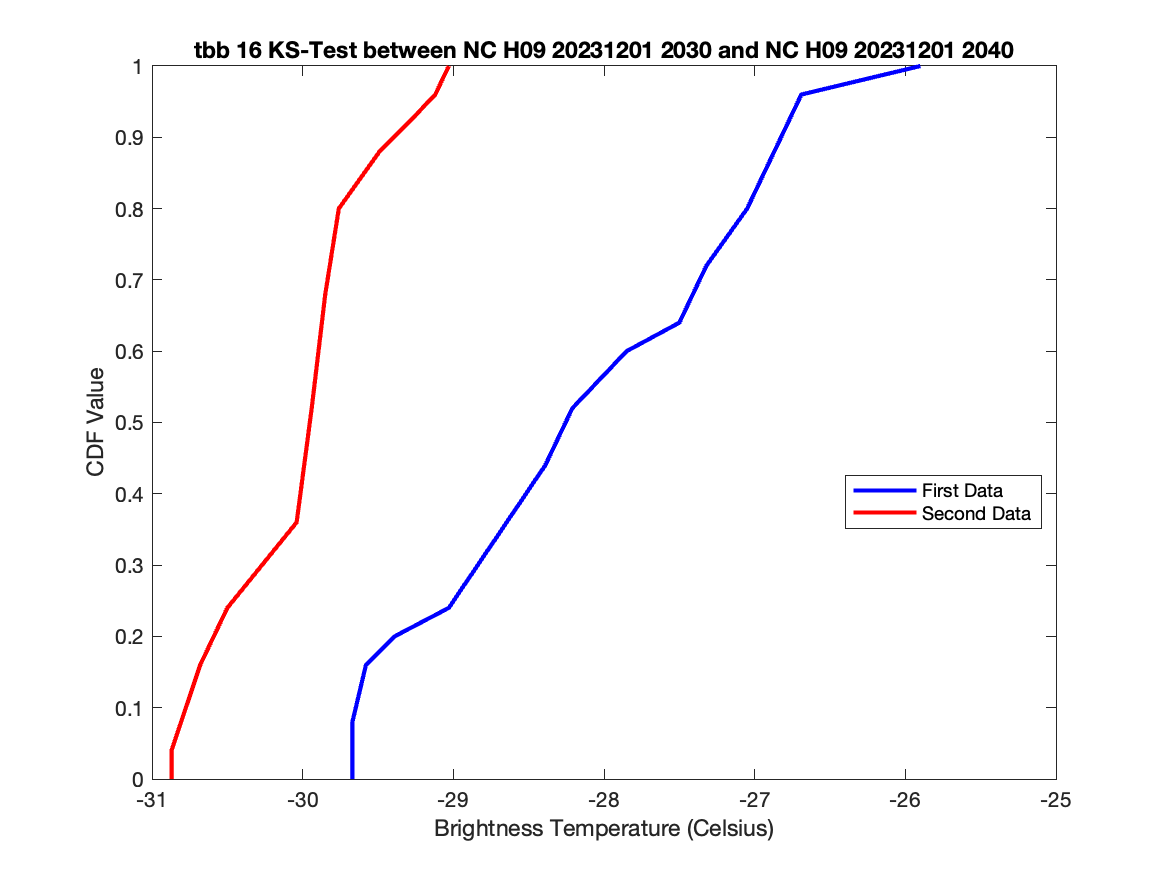 tbb 16 KS-Test between NC H09 20231201 2030 and NC H09 20231201 2040
1
0.9
0.8
0.7
0.6
0.5
0.4
0.3
0.2
0.1
0
CDF Value
First Data
Second Data
-31 -30 -29 -28 -27 -26 -25
Brightness Temperature (Celsius)